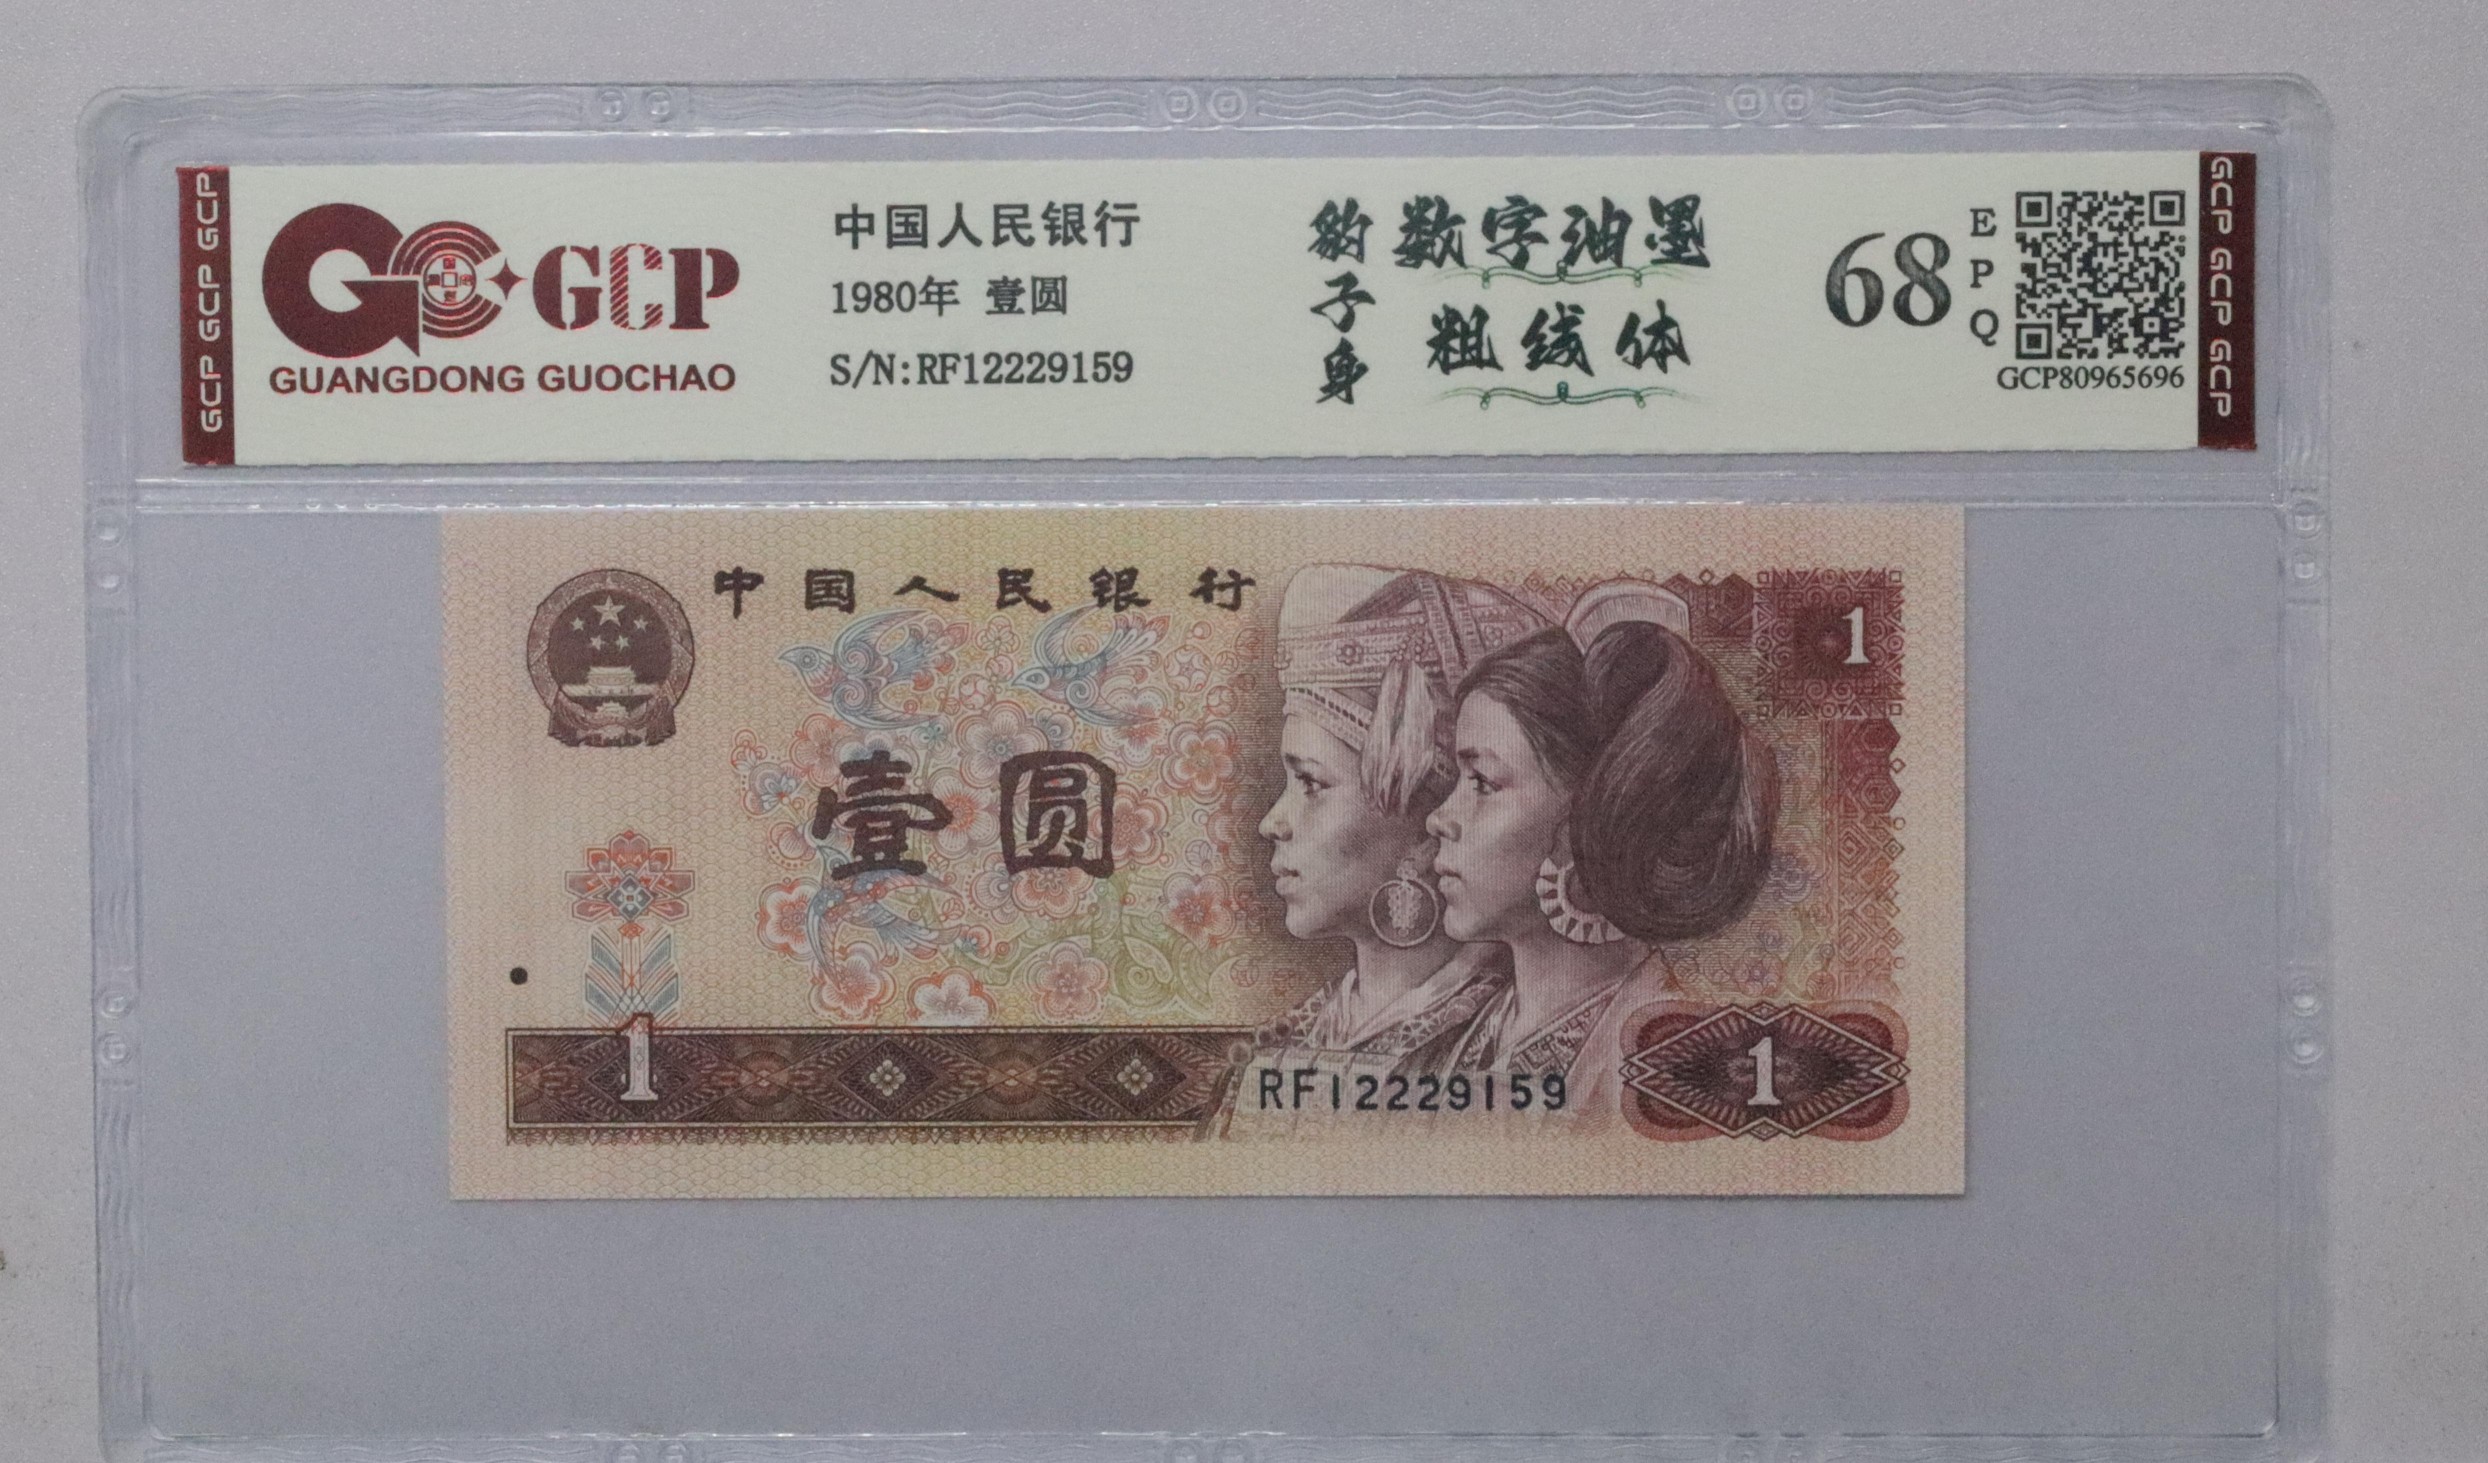 GCP GCP GCP
GCP
GUANGDONG GUOCHAO
中国人民银行
1980年 壹圆
S/N:RF12229159
豹子身
数字油墨
粗线体
68
EPQ
GCP80965696
GCP GCP GCP
中国人民银行
1
壹圆
1
RF12229159
1